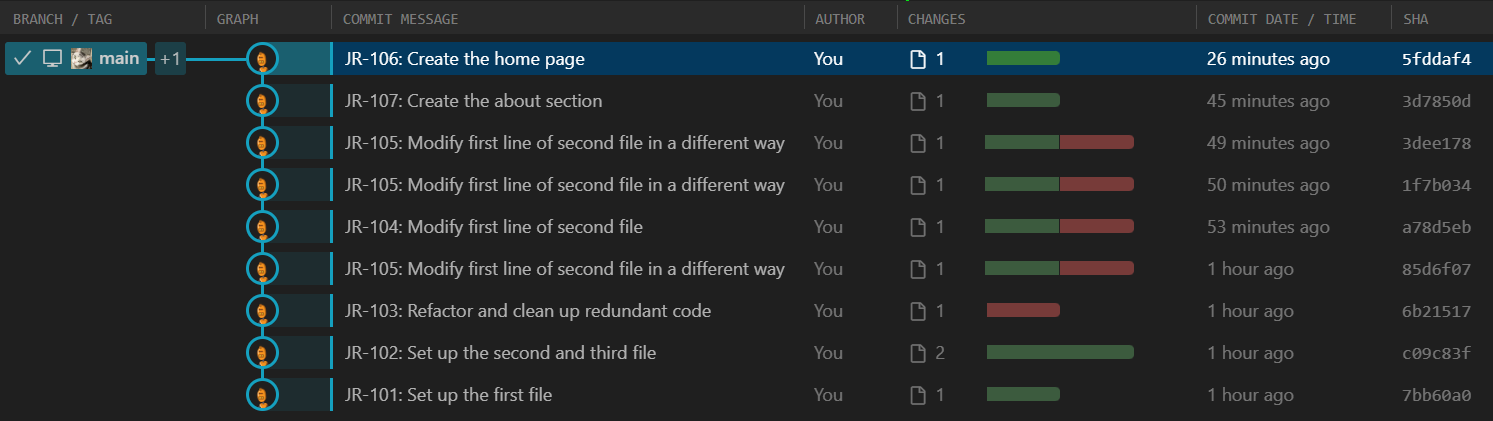 BRANCH / TAG GRAPH COMMIT MESSAGE AUTHOR CHANGES COMMIT DATE / TIME SHA
main +1 JR-106: Create the home page You 1 26 minutes ago 5fddaf4
JR-107: Create the about section You 1 45 minutes ago 3d7850d
JR-105: Modify first line of second file in a different way You 1 49 minutes ago 3dee178
JR-105: Modify first line of second file in a different way You 1 50 minutes ago 1f7b034
JR-104: Modify first line of second file You 1 53 minutes ago a78d5eb
JR-105: Modify first line of second file in a different way You 1 1 hour ago 85d6f07
JR-103: Refactor and clean up redundant code You 1 1 hour ago 6b21517
JR-102: Set up the second and third file You 2 1 hour ago c09c83f
JR-101: Set up the first file You 1 1 hour ago 7bb60a0